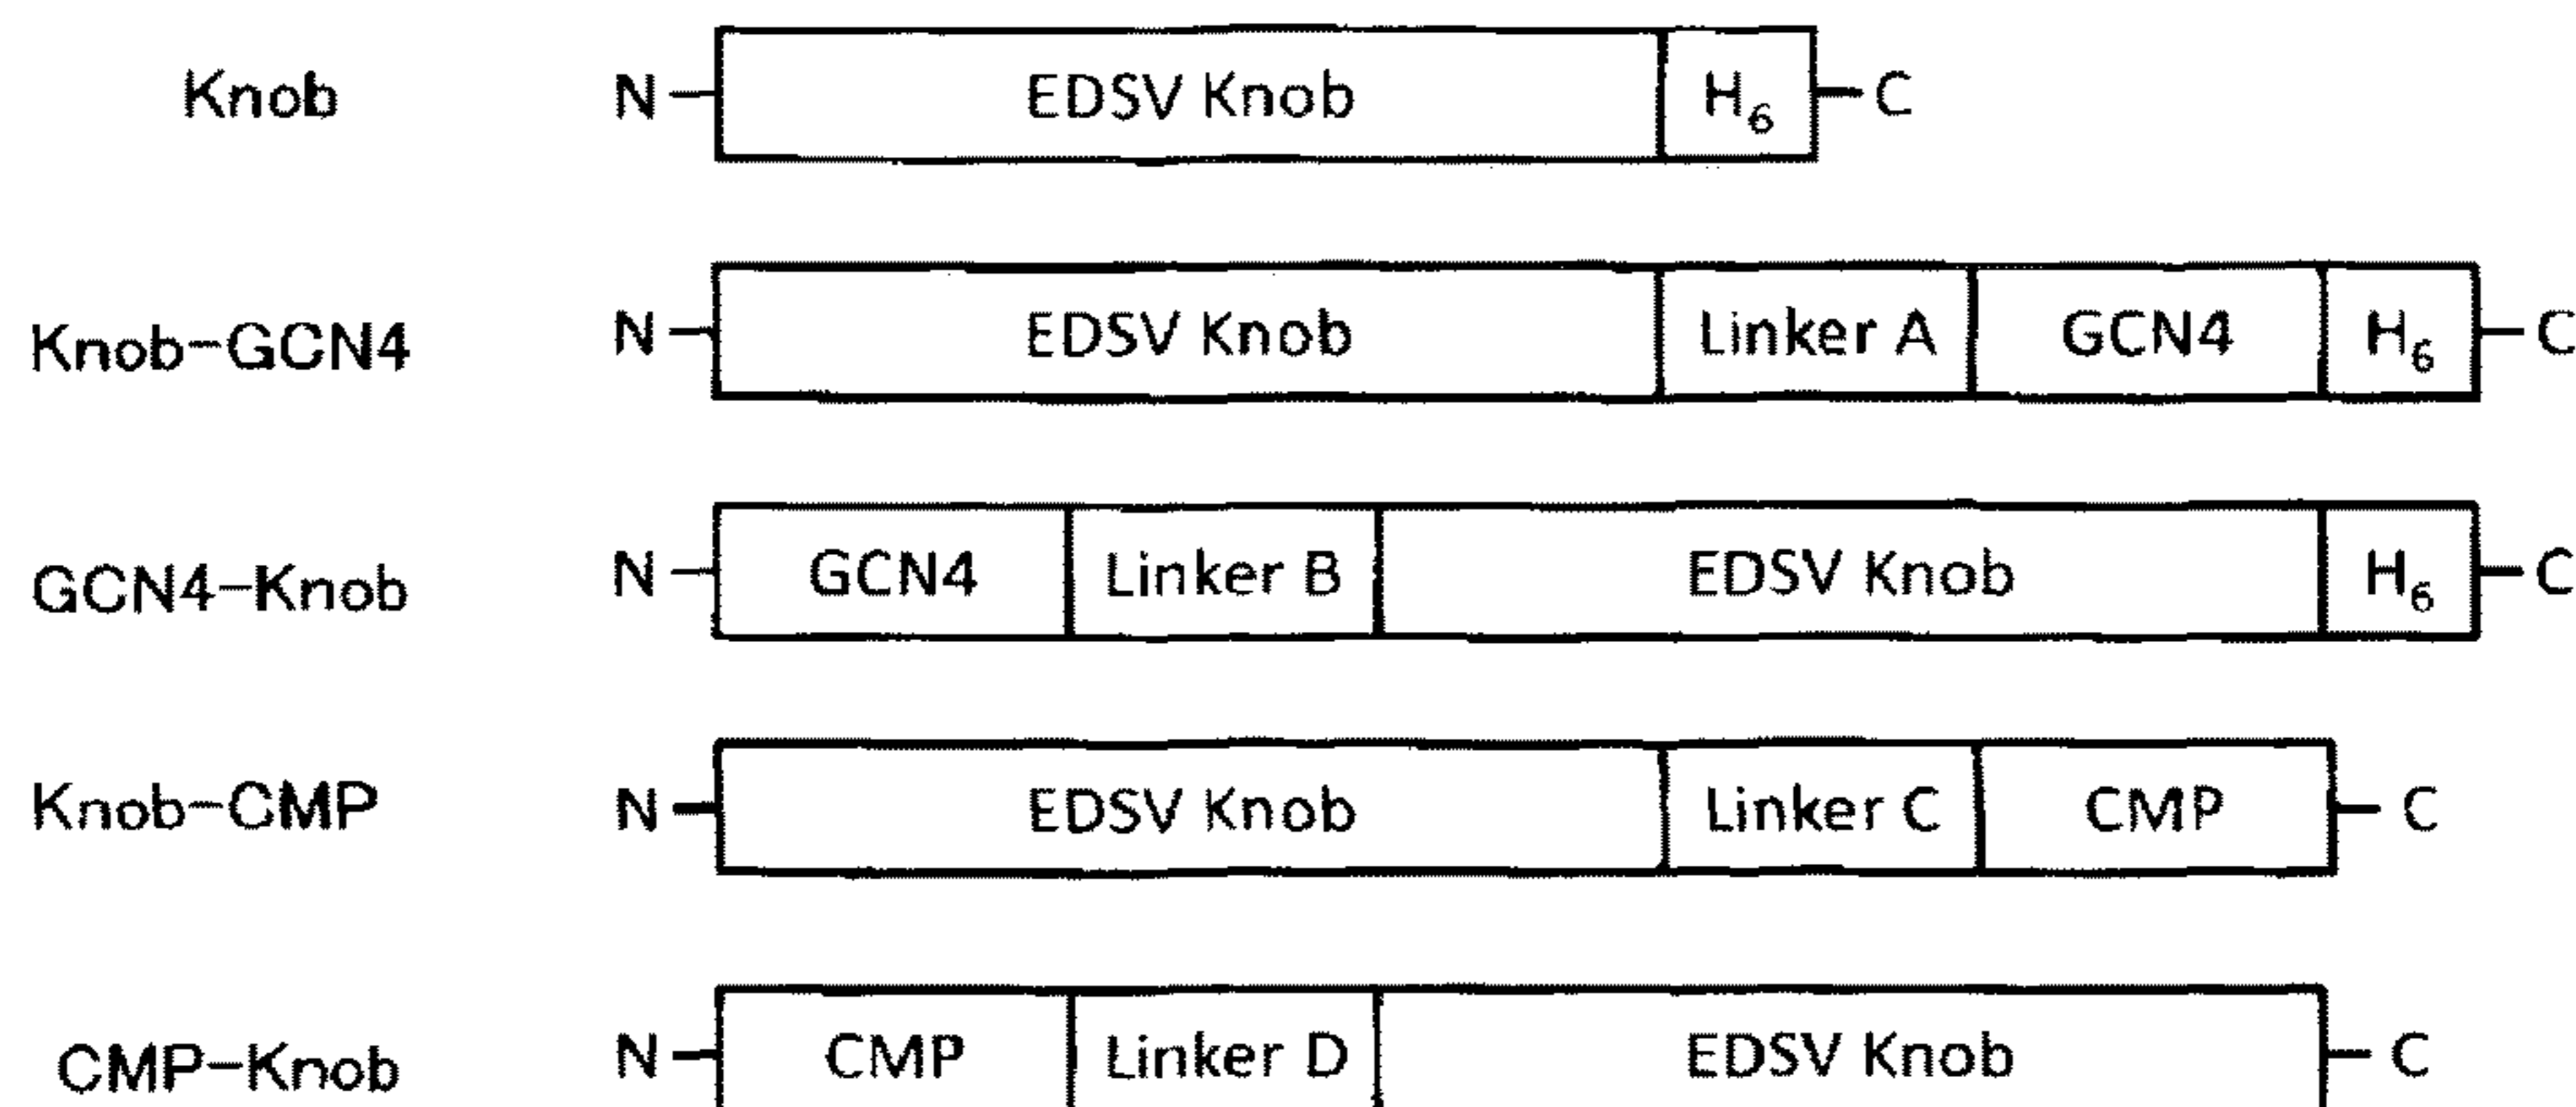 Knob N EDSV Knob H₆ C
Knob-GCN4 N EDSV Knob Linker A GCN4 H₆ C
GCN4-Knob N GCN4 Linker B EDSV Knob H₆ C
Knob-CMP N EDSV Knob Linker C CMP C
CMP-Knob N CMP Linker D EDSV Knob C